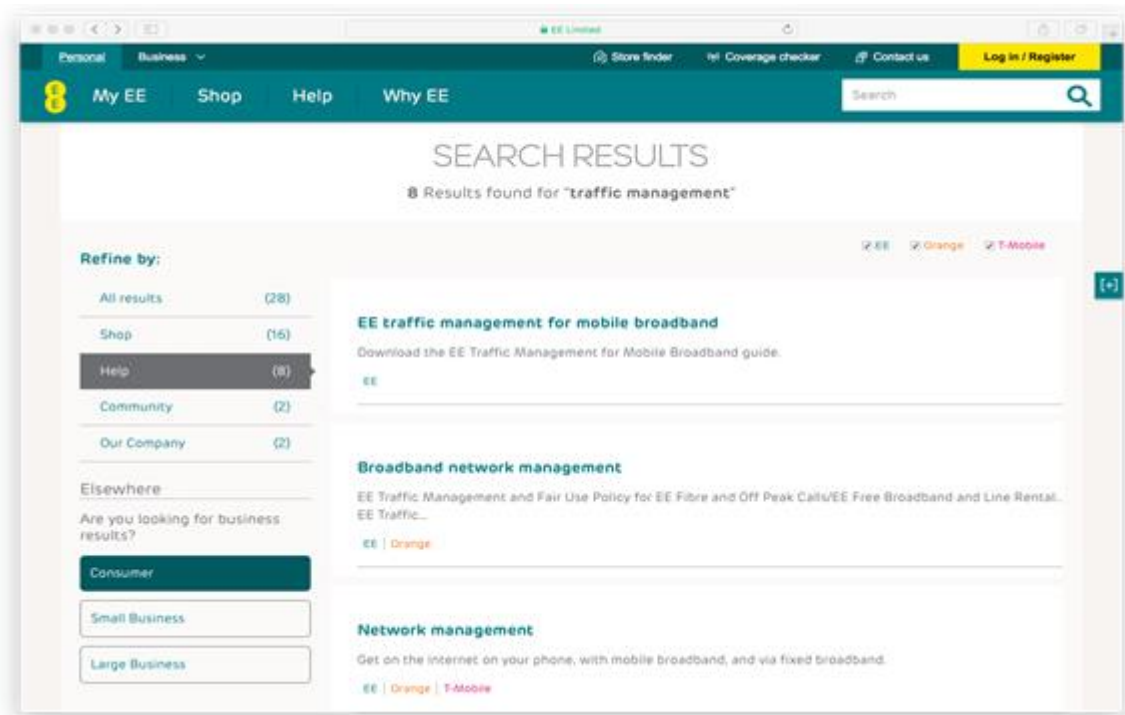 EE Limited
Personal Business Store finder Coverage checker Contact us Log in / Register
EE My EE Shop Help Why EE Search
SEARCH RESULTS
8 Results found for "traffic management"
EE Orange T-Mobile
Refine by:
All results (28)
Shop (16)
Help (8)
Community (2)
Our Company (2)
Elsewhere
Are you looking for business
results?
Consumer
Small Business
Large Business
[+]
EE traffic management for mobile broadband
Download the EE Traffic Management for Mobile Broadband guide.
EE
Broadband network management
EE Traffic Management and Fair Use Policy for EE Fibre and Off Peak Calls/EE Free Broadband and Line Rental..
EE Traffic...
EE | Orange
Network management
Get on the internet on your phone, with mobile broadband, and via fixed broadband.
EE | Orange | T-Mobile